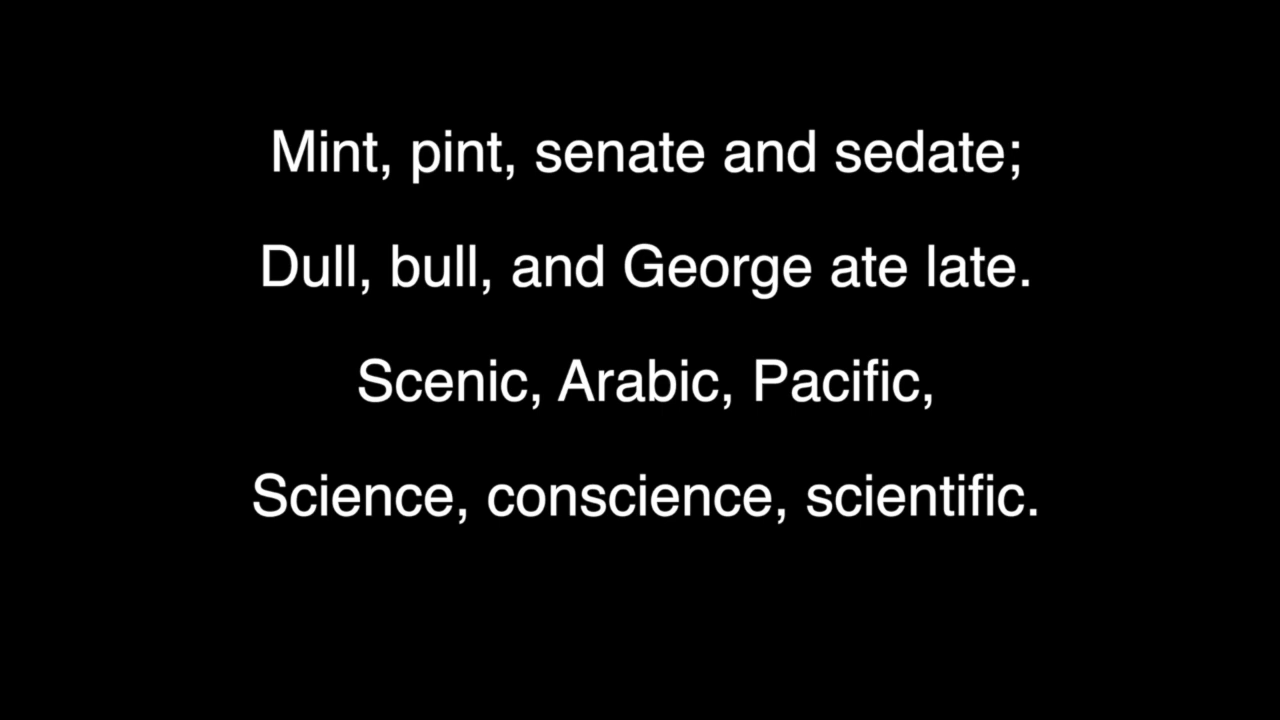 Mint, pint, senate and sedate;
Dull, bull, and George ate late.
Scenic, Arabic, Pacific,
Science, conscience, scientific.